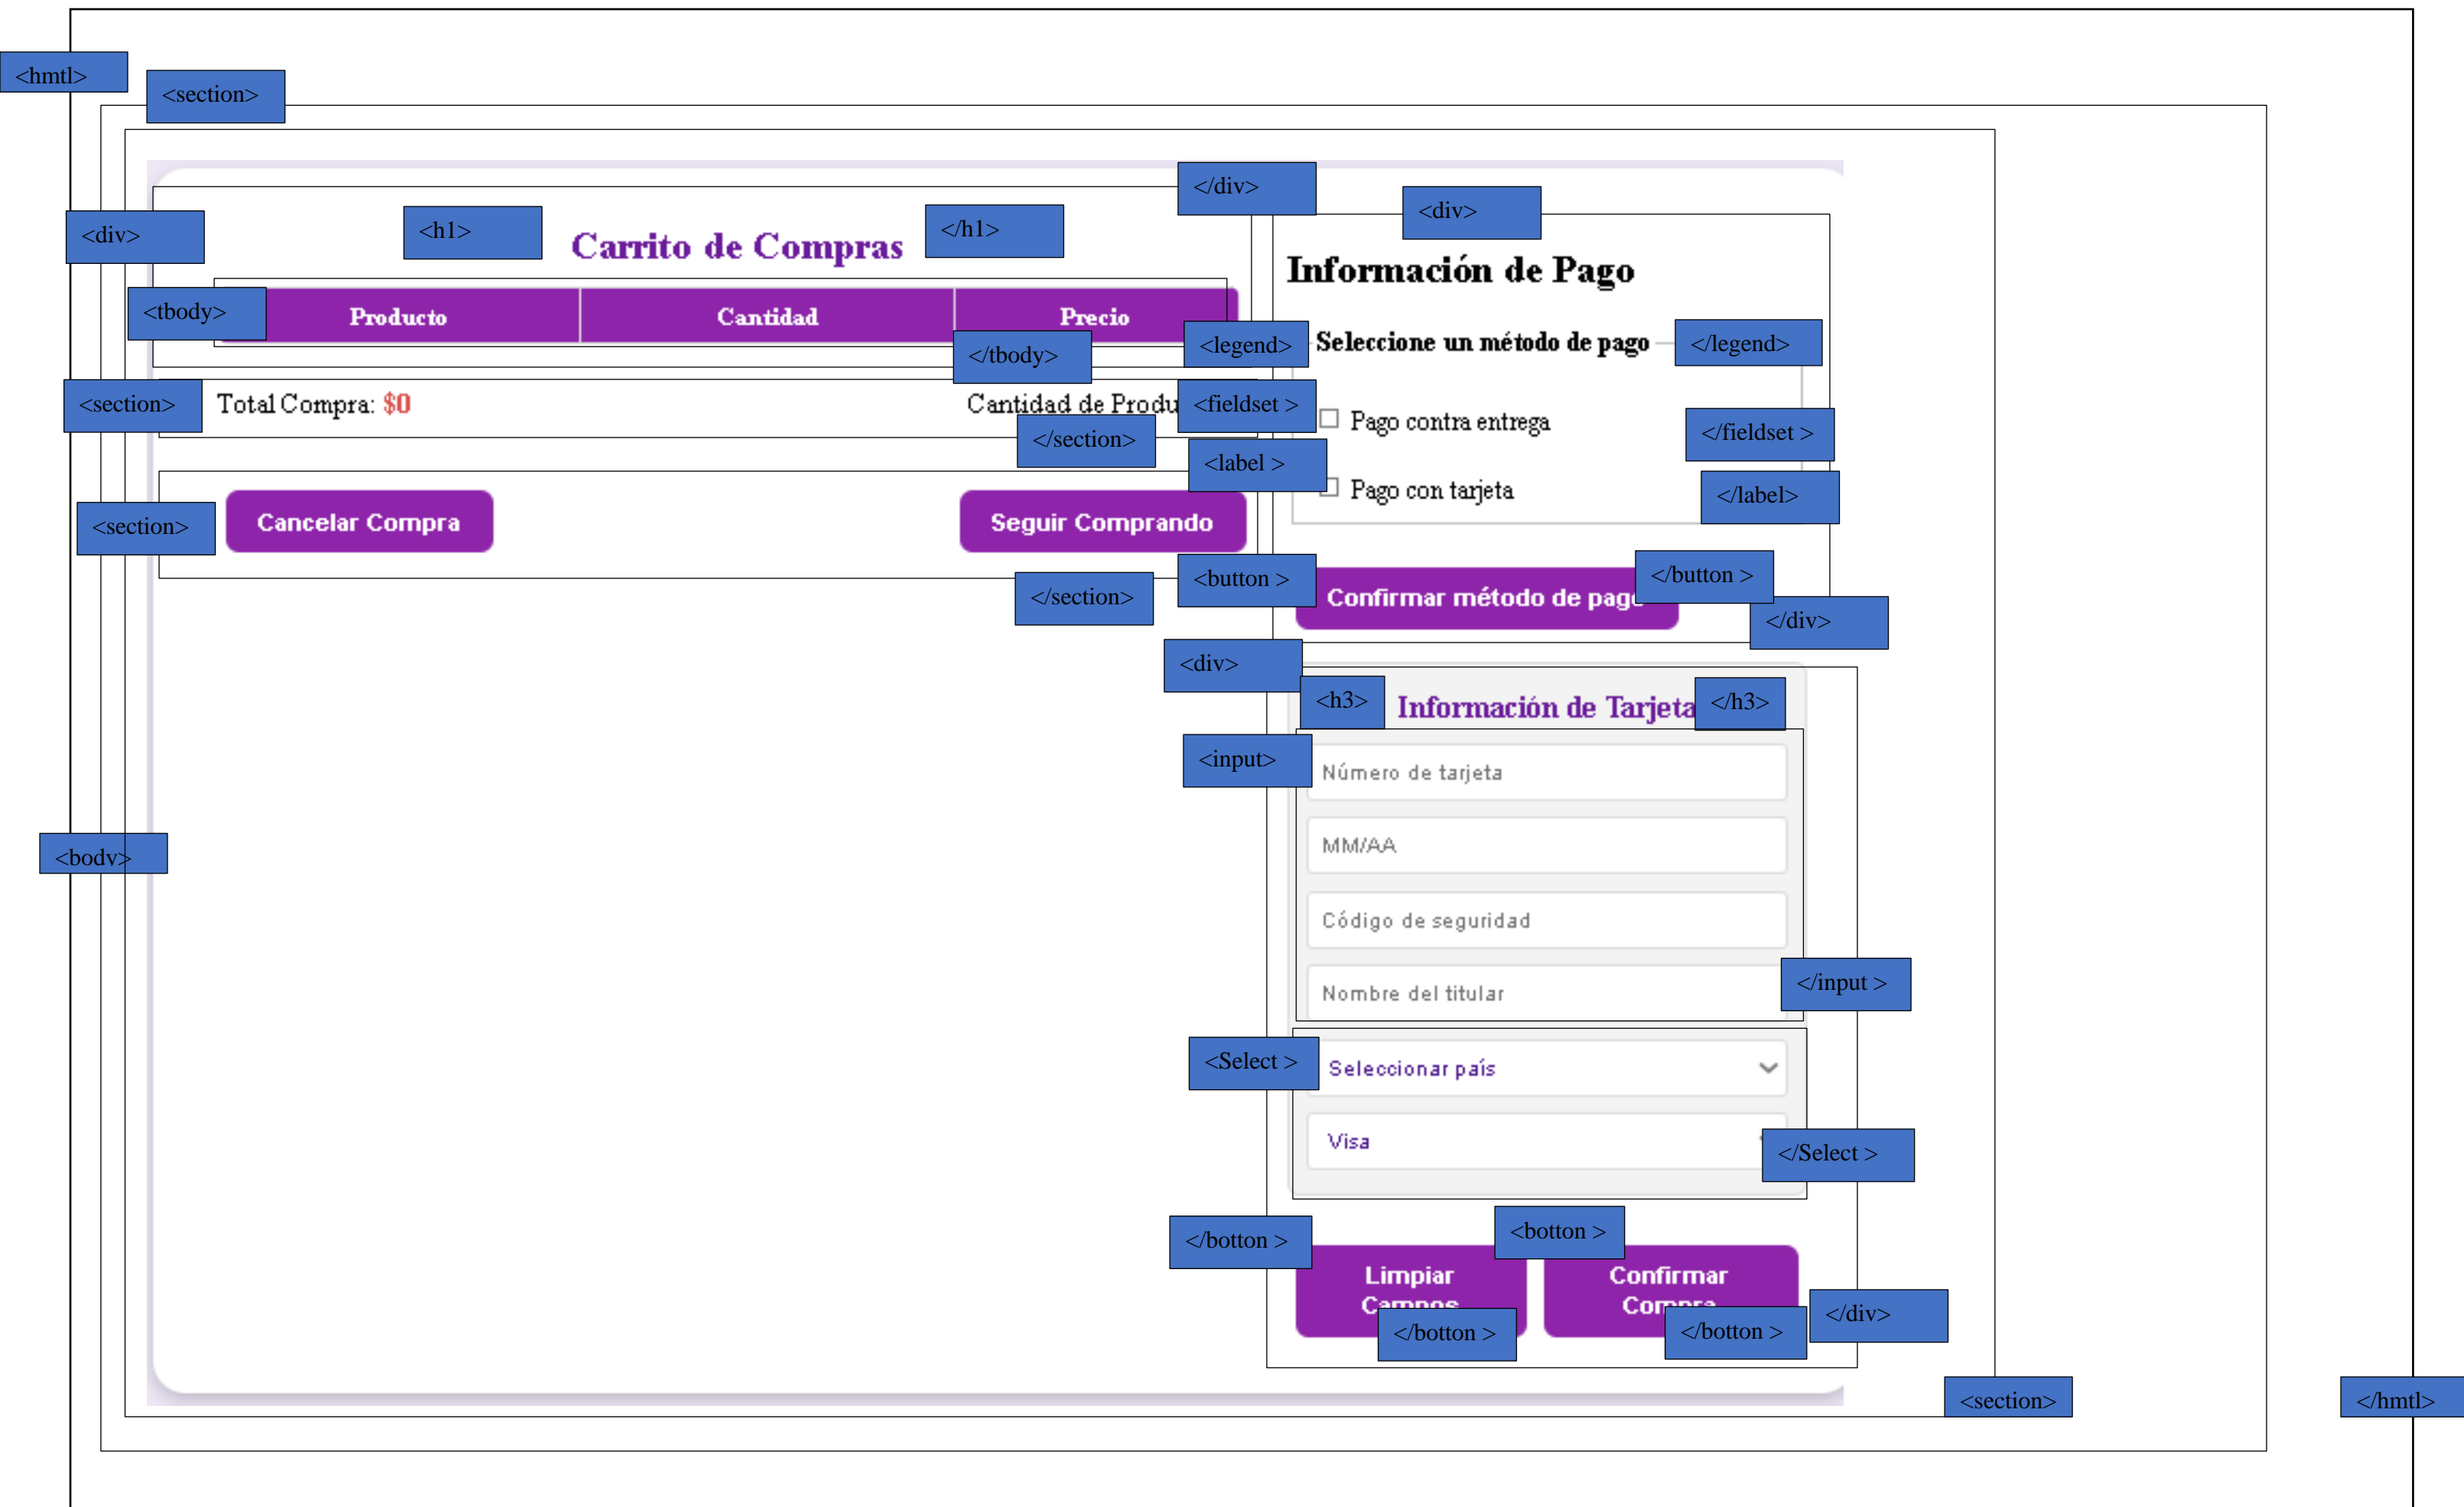 <hmtl>
<section>
</div>
<div>
<div>
<h1>
Carrito de Compras
</h1>
Información de Pago
<tbody>
Producto
Cantidad
Precio
</tbody>
<legend>
Seleccione un método de pago
</legend>
<section>
Total Compra: $0
Cantidad de Produ
</section>
<fieldset >
Pago contra entrega
</fieldset >
<label >
Pago con tarjeta
</label>
<section>
Cancelar Compra
Seguir Comprando
</section>
<button >
Confirmar método de pago
</button >
</div>
<div>
<h3>
Información de Tarjeta
</h3>
<input>
Número de tarjeta
MM/AA
<body>
Código de seguridad
Nombre del titular
</input >
<Select >
Seleccionar país
Visa
</Select >
</botton >
<botton >
Limpiar
Campos
</botton >
Confirmar
Compra
</botton >
</div>
<section>
</hmtl>